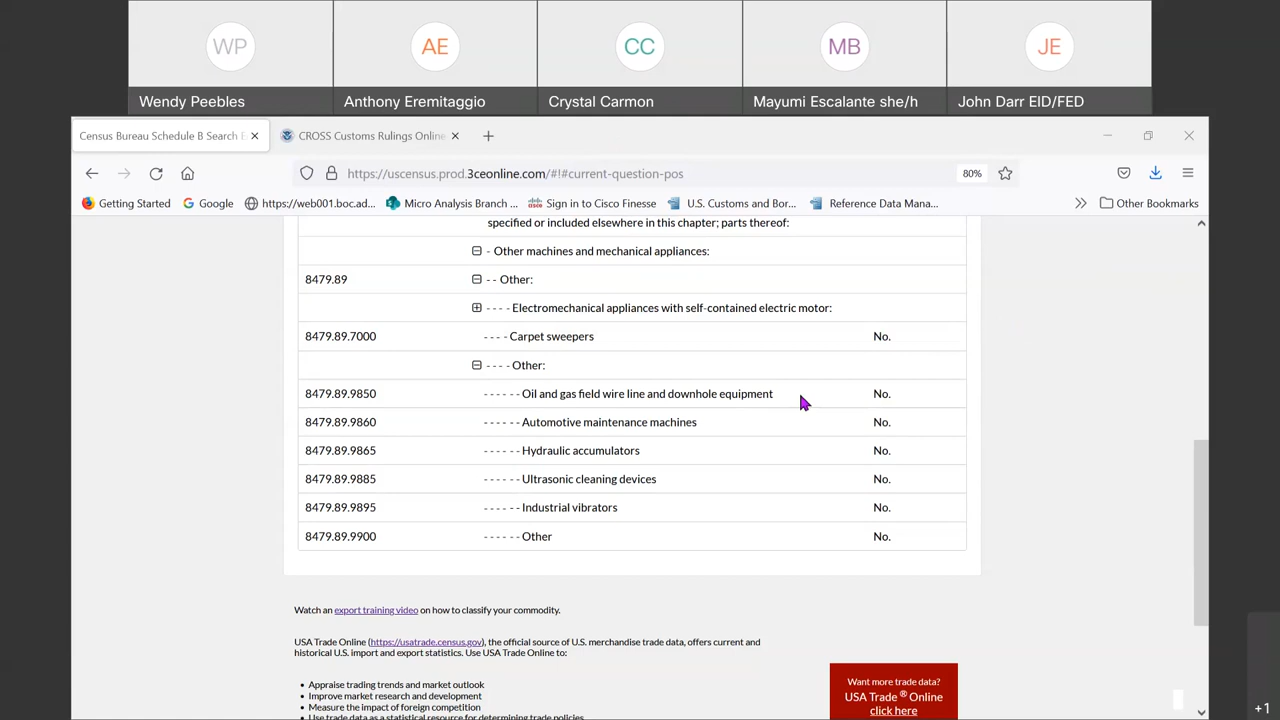 WP
AE
CC
MB
JE
Wendy Peebles
Anthony Eremitaggio
Crystal Carmon
Mayumi Escalante she/h
John Darr EID/FED
Census Bureau Schedule B Search E
CROSS Customs Rulings Online
https://uscensus.prod.3ceonline.com/#!#current-question-pos
80%
Getting Started
Google
https://web001.boc.ad...
Micro Analysis Branch ...
Sign in to Cisco Finesse
U.S. Customs and Bor...
Reference Data Mana...
Other Bookmarks
specified or included elsewhere in this chapter; parts thereof:
- Other machines and mechanical appliances:
8479.89 - - Other:
- - - - Electromechanical appliances with self-contained electric motor:
8479.89.7000 - - - - Carpet sweepers No.
- - - - Other:
8479.89.9850 - - - - - - Oil and gas field wire line and downhole equipment No.
8479.89.9860 - - - - - - Automotive maintenance machines No.
8479.89.9865 - - - - - - Hydraulic accumulators No.
8479.89.9885 - - - - - - Ultrasonic cleaning devices No.
8479.89.9895 - - - - - - Industrial vibrators No.
8479.89.9900 - - - - - - Other No.
Watch an export training video on how to classify your commodity.
USA Trade Online (https://usatrade.census.gov), the official source of U.S. merchandise trade data, offers current and
historical U.S. import and export statistics. Use USA Trade Online to:
• Appraise trading trends and market outlook
• Improve market research and development
• Measure the impact of foreign competition
• Use trade data as a statistical resource for determining trade policies
Want more trade data?
USA Trade ® Online
click here
+1